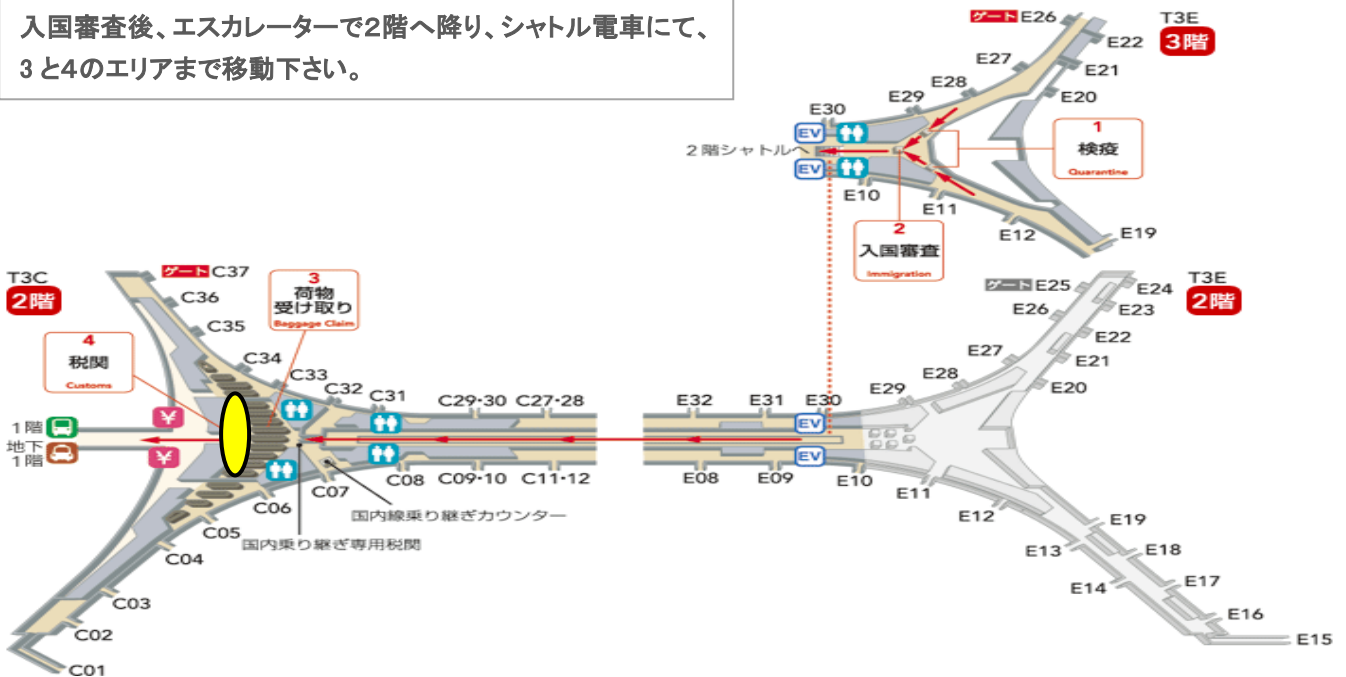 入国審査後、エスカレーターで2階へ降り、シャトル電車にて、
3と4のエリアまで移動下さい。
ゲート E26
T3E
3階
E22
E21
E20
E27
E28
E29
E30
EV
2階シャトルへ
EV
1
検疫
Quarantine
E10
E11
E12
E19
2
入国審査
Immigration
T3C
2階
ゲート C37
C36
C35
C34
C33
C32
C31
C29・30
C27・28
3
荷物
受け取り
Baggage Claim
4
税関
Customs
¥
1階
地下
1階
¥
C08
C09・10
C11・12
C07
C06
C05
C04
C03
C02
C01
国内線乗り継ぎカウンター
国内乗り継ぎ専用税関
T3E
2階
ゲート E25
E24
E26
E23
E22
E27
E21
E28
E20
E29
E32
E31
E30
EV
EV
E08
E09
E10
E11
E12
E13
E14
E19
E18
E17
E16
E15